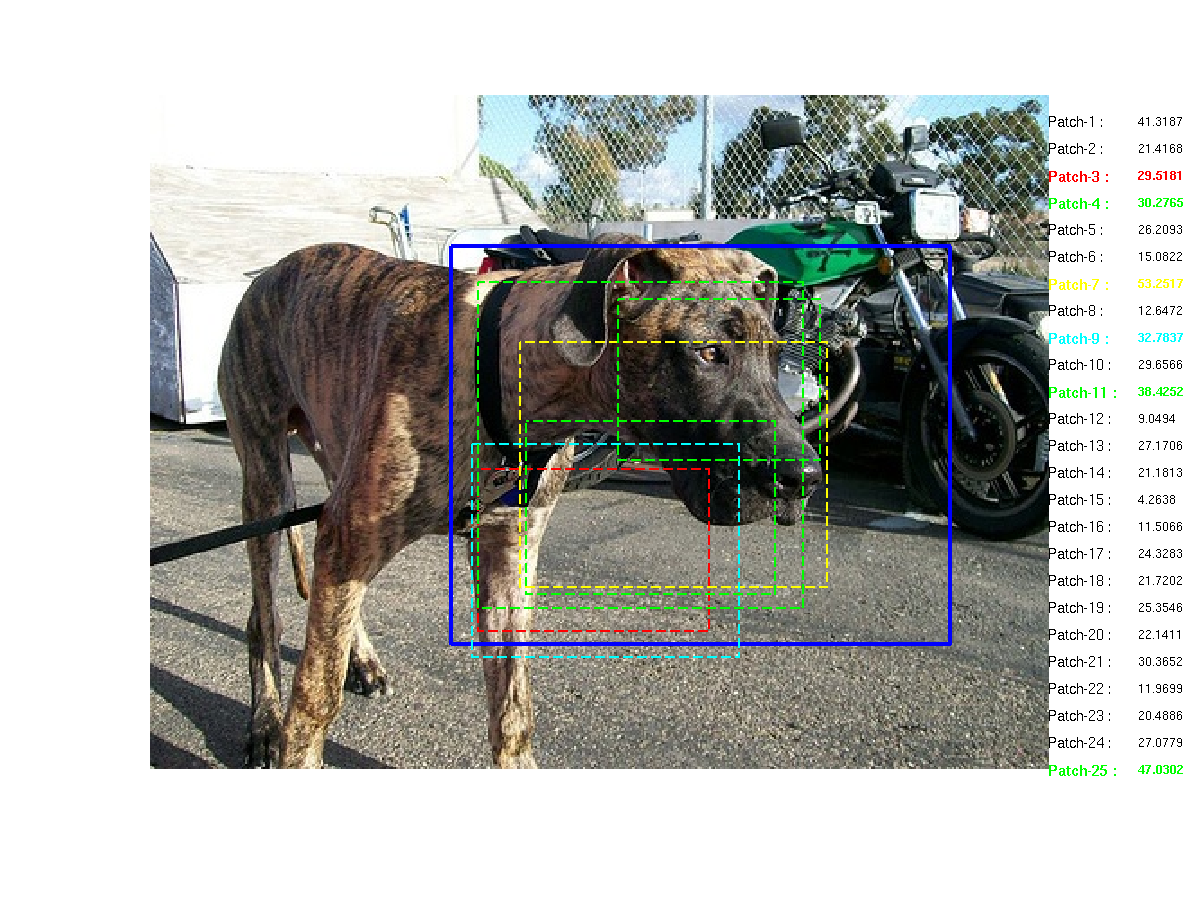 Patch-1 : 41.3187
Patch-2 : 21.4168
Patch-3 : 29.5181
Patch-4 : 30.2765
Patch-5 : 26.2093
Patch-6 : 15.0822
Patch-7 : 53.2517
Patch-8 : 12.6472
Patch-9 : 32.7837
Patch-10 : 29.6566
Patch-11 : 38.4252
Patch-12 : 9.0494
Patch-13 : 27.1706
Patch-14 : 21.1813
Patch-15 : 4.2638
Patch-16 : 11.5066
Patch-17 : 24.3283
Patch-18 : 21.7202
Patch-19 : 25.3546
Patch-20 : 22.1411
Patch-21 : 30.3652
Patch-22 : 11.9699
Patch-23 : 20.4886
Patch-24 : 27.0779
Patch-25 : 47.0302